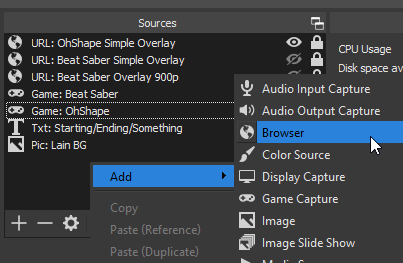 Sources
URL: OhShape Simple Overlay
URL: Beat Saber Simple Overlay
URL: Beat Saber Overlay 900p
Game: Beat Saber
Game: OhShape
Txt: Starting/Ending/Something
Pic: Lain BG
CPU Usage
Disk space av
Add
Copy
Paste (Reference)
Paste (Duplicate)
Audio Input Capture
Audio Output Capture
Browser
Color Source
Display Capture
Game Capture
Image
Image Slide Show